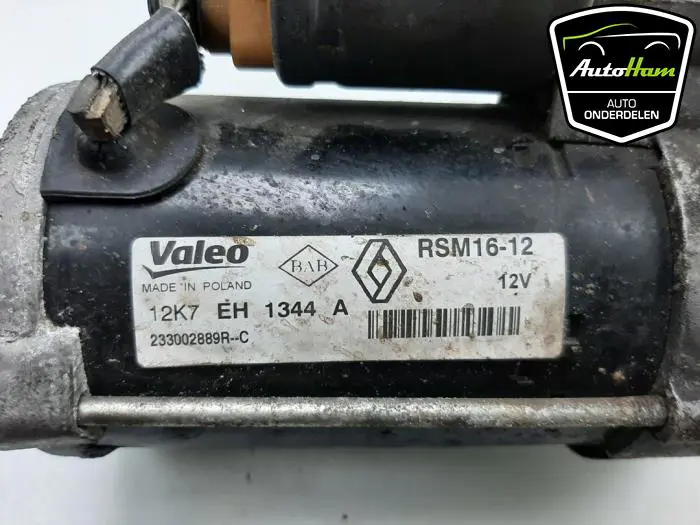 AutoHam
AUTO
ONDERDELEN
Valeo
MADE IN POLAND
BAB
RSM16-12
12V
12K7 EH 1344 A
233002889R--C